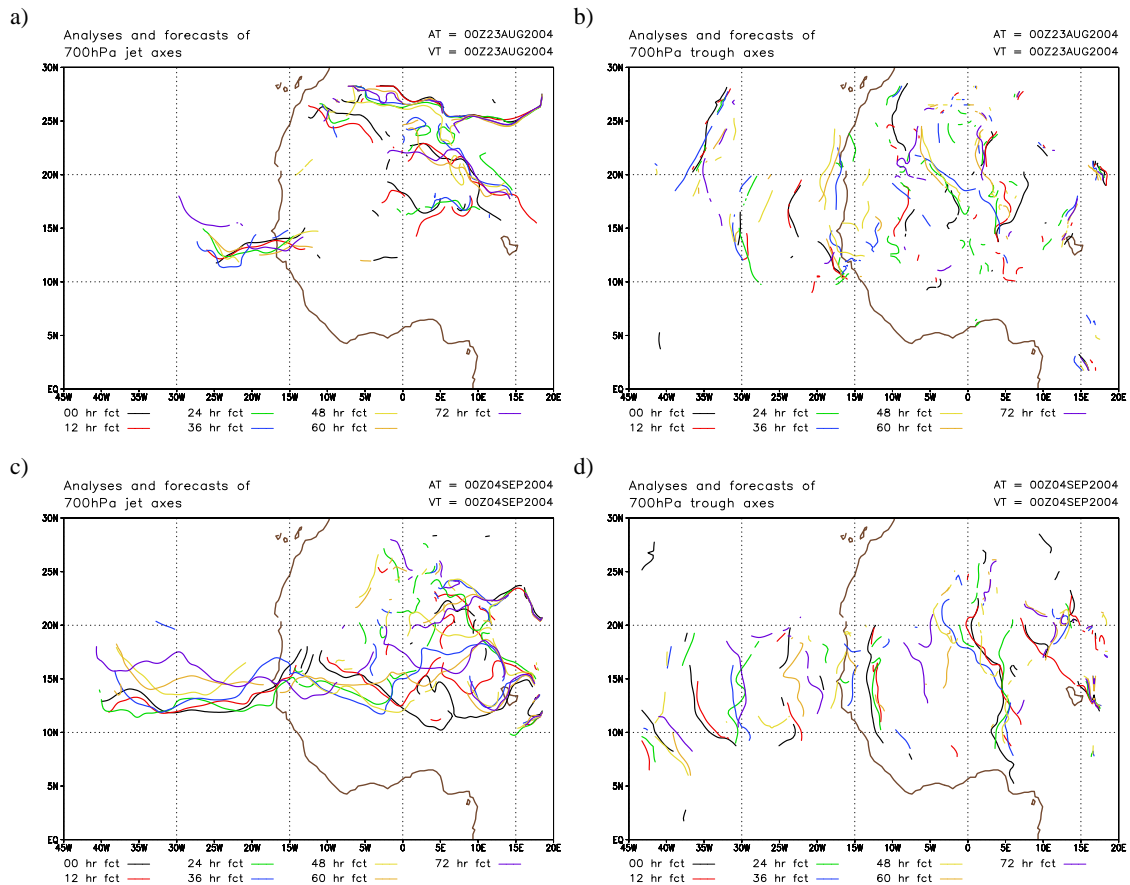 a)
Analyses and forecasts of
700hPa jet axes
AT = 00Z23AUG2004
VT = 00Z23AUG2004
30N
25N
20N
15N
10N
5N
EQ
45W 40W 35W 30W 25W 20W 15W 10W 5W 0 5E 10E 15E 20E
00 hr fct 24 hr fct 48 hr fct 72 hr fct
12 hr fct 36 hr fct 60 hr fct
b)
Analyses and forecasts of
700hPa trough axes
AT = 00Z23AUG2004
VT = 00Z23AUG2004
30N
25N
20N
15N
10N
5N
EQ
45W 40W 35W 30W 25W 20W 15W 10W 5W 0 5E 10E 15E 20E
00 hr fct 24 hr fct 48 hr fct 72 hr fct
12 hr fct 36 hr fct 60 hr fct
c)
Analyses and forecasts of
700hPa jet axes
AT = 00Z04SEP2004
VT = 00Z04SEP2004
30N
25N
20N
15N
10N
5N
EQ
45W 40W 35W 30W 25W 20W 15W 10W 5W 0 5E 10E 15E 20E
00 hr fct 24 hr fct 48 hr fct 72 hr fct
12 hr fct 36 hr fct 60 hr fct
d)
Analyses and forecasts of
700hPa trough axes
AT = 00Z04SEP2004
VT = 00Z04SEP2004
30N
25N
20N
15N
10N
5N
EQ
45W 40W 35W 30W 25W 20W 15W 10W 5W 0 5E 10E 15E 20E
00 hr fct 24 hr fct 48 hr fct 72 hr fct
12 hr fct 36 hr fct 60 hr fct